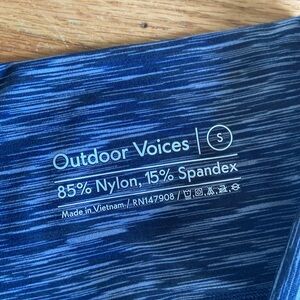 Outdoor Voices | S
85% Nylon, 15% Spandex
Made in Vietnam / RN147908 /